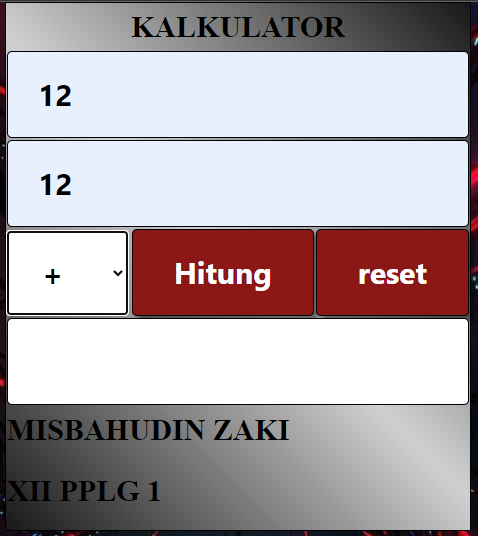 KALKULATOR
12
12
+ Hitung reset
MISBAHUDIN ZAKI
XII PPLG 1